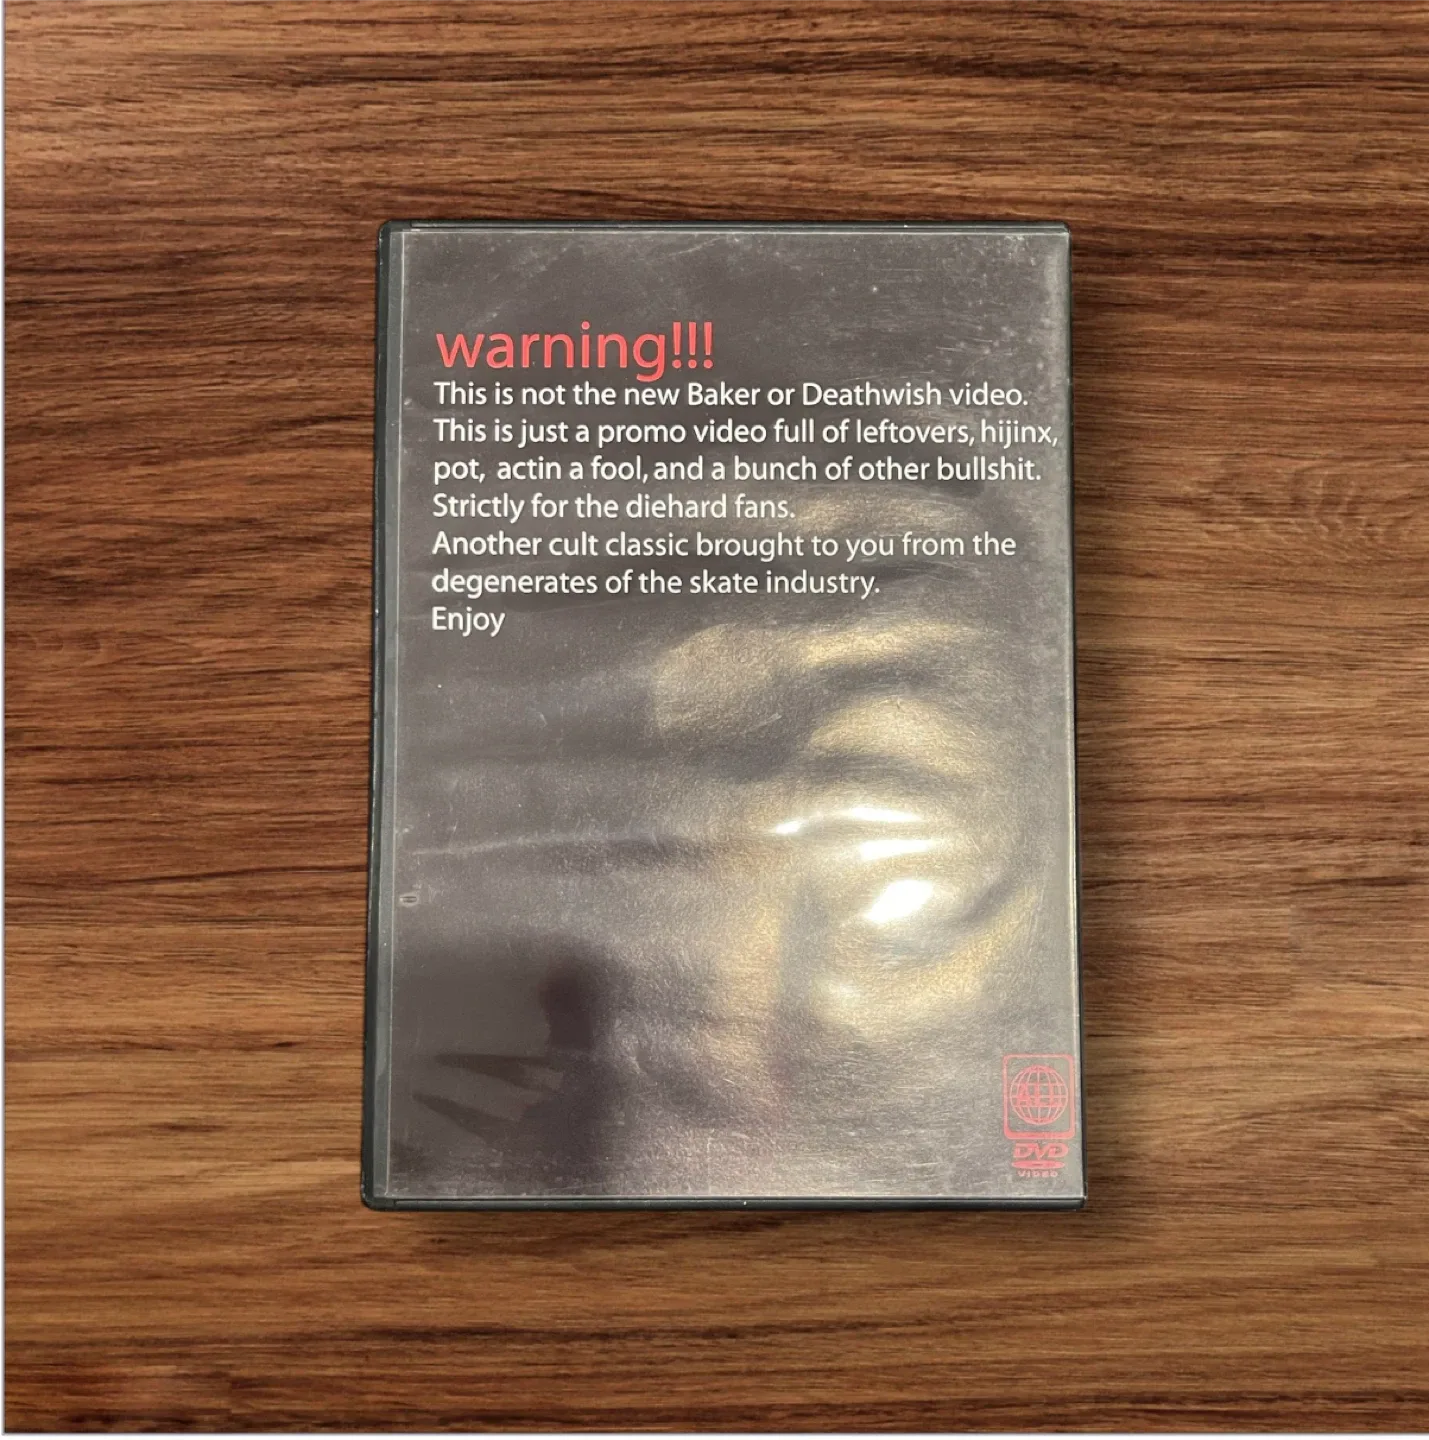 warning!!!
This is not the new Baker or Deathwish video.
This is just a promo video full of leftovers, hijinx,
pot, actin a fool, and a bunch of other bullshit.
Strictly for the diehard fans.
Another cult classic brought to you from the
degenerates of the skate industry.
Enjoy
ALL
DVD
VIDEO